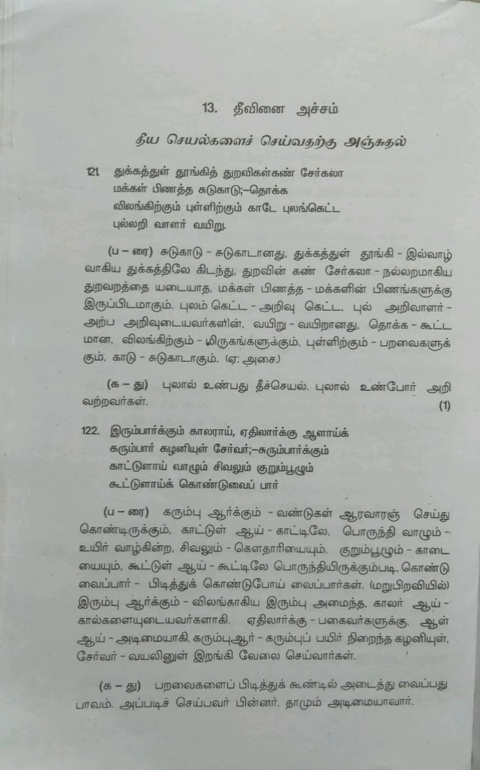 13. தீவினை அச்சம்
தீய செயல்களைச் செய்வதற்கு அஞ்சுதல்
121. துக்கத்துள் தூங்கித் துறவின்கண் சேர்கலா
மக்கள் பிணத்த சுடுகாடு;–தொக்க
விலங்கிற்கும் புள்ளிற்கும் காடே புலங்கெட்ட
புல்லறி வாளர் வயிறு.
(ப – ரை) சுடுகாடு – சுடுகாடானது, துக்கத்துள் தூங்கி – இல்வாழ்
வாகிய துக்கத்திலே கிடந்து, துறவின் கண் சேர்கலா – நல்லறமாகிய
துறவறத்தை யடையாத, மக்கள் பிணத்த – மக்களின் பிணங்களுக்கு
இருப்பிடமாகும். புலம் கெட்ட – அறிவு கெட்ட, புல் அறிவாளர் –
அற்ப அறிவுடையவர்களின், வயிறு – வயிறானது, தொக்க – கூட்ட
மான, விலங்கிற்கும் – மிருகங்களுக்கும், புள்ளிற்கும் – பறவைகளுக்
கும், காடு – சுடுகாடாகும். (ஏ; அசை.)
(க – து) புலால் உண்பது தீச்செயல். புலால் உண்போர் அறி
வற்றவர்கள். (1)
122. இரும்பார்க்கும் காலராய், ஏதிலார்க்கு ஆளாய்க்
கரும்பார் கழனியுள் சேர்வர்;–சுரும்பார்க்கும்
காட்டுளாய் வாழும் சிவலும் குறும்பூழும்
கூட்டுளாய்க் கொண்டுவைப் பார்
(ப – ரை) கரும்பு ஆர்க்கும் – வண்டுகள் ஆரவாரஞ் செய்து
கொண்டிருக்கும், காட்டுள் ஆய் – காட்டிலே, பொருந்தி வாழும் –
உயிர் வாழ்கின்ற, சிவலும் – கௌதாரியையும், குறும்பூழும் – காடை
யையும், கூட்டுள் ஆய் – கூட்டிலே பொருந்தியிருக்கும்படி, கொண்டு
வைப்பார் – பிடித்துக் கொண்டுபோய் வைப்பார்கள், (மறுபிறவியில்)
இரும்பு ஆர்க்கும் – விலங்காகிய இரும்பு அமைந்த, காலர் ஆய் –
கால்களையுடையவர்களாகி. ஏதிலார்க்கு – பகைவர்களுக்கு, ஆள்
ஆய் – அடிமையாகி, கரும்புஆர் – கரும்புப் பயிர் நிறைந்த கழனியுள்,
சேர்வர் – வயலினுள் இறங்கி வேலை செய்வார்கள்.
(க – து) பறவைகளைப் பிடித்துக் கூண்டில் அடைத்து வைப்பது
பாவம். அப்படிச் செய்பவர் பின்னர், தாமும் அடிமையாவார்.